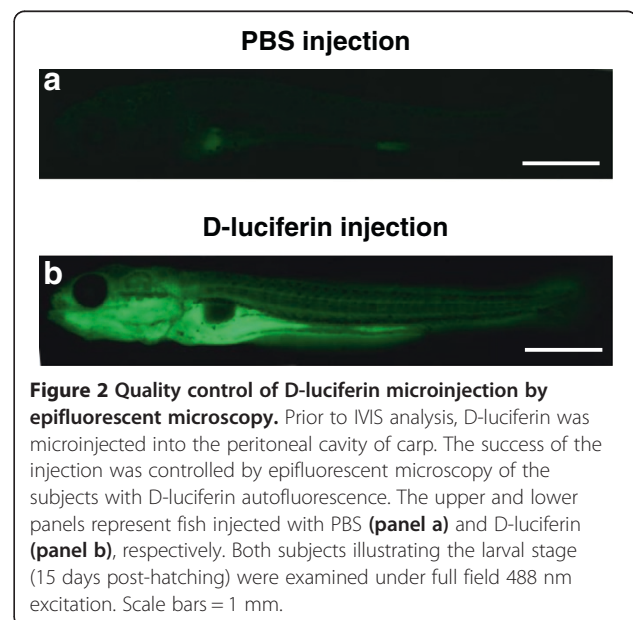 PBS injection
a
D-luciferin injection
b
Figure 2 Quality control of D-luciferin microinjection by
epifluorescent microscopy. Prior to IVIS analysis, D-luciferin was
microinjected into the peritoneal cavity of carp. The success of the
injection was controlled by epifluorescent microscopy of the
subjects with D-luciferin autofluorescence. The upper and lower
panels represent fish injected with PBS (panel a) and D-luciferin
(panel b), respectively. Both subjects illustrating the larval stage
(15 days post-hatching) were examined under full field 488 nm
excitation. Scale bars = 1 mm.